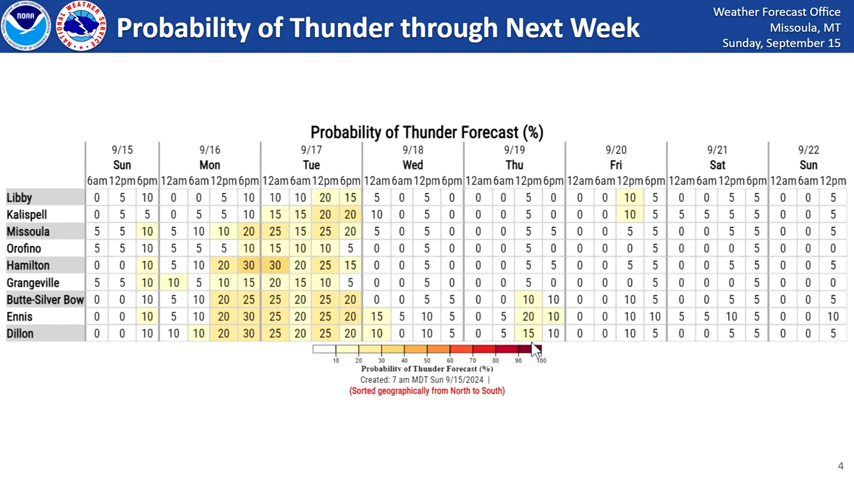 NOAA
Probability of Thunder through Next Week
Weather Forecast Office
Missoula, MT
Sunday, September 15
Probability of Thunder Forecast (%)
9/15 9/16 9/17 9/18 9/19 9/20 9/21 9/22
Sun Mon Tue Wed Thu Fri Sat Sun
6am 12pm 6pm 12am 6am 12pm 6pm 12am 6am 12pm 6pm 12am 6am 12pm 6pm 12am 6am 12pm 6pm 12am 6am 12pm 6pm 12am 6am 12pm 6pm 12am 6am 12pm
Libby 0 5 10 0 0 5 10 10 10 20 15 5 0 5 0 0 0 5 0 0 0 10 5 0 0 5 5 0 0 5
Kalispell 0 5 5 0 5 5 10 15 15 20 20 10 0 5 0 0 0 5 0 0 0 10 5 5 5 5 5 0 0 5
Missoula 5 5 10 5 10 10 20 25 15 25 20 5 0 5 0 0 0 5 5 0 0 5 5 0 0 5 5 0 0 5
Orofino 5 5 10 5 5 5 10 15 10 10 5 0 0 5 0 0 0 5 0 0 0 0 5 0 0 0 5 0 0 0
Hamilton 0 0 10 5 10 20 30 30 20 25 15 0 0 5 0 0 0 5 5 0 0 5 5 0 0 5 5 0 0 5
Grangeville 5 5 10 10 5 10 15 20 15 10 5 0 0 5 0 0 0 5 0 0 0 0 5 0 0 0 5 0 0 0
Butte-Silver Bow 0 0 10 5 10 20 25 25 20 25 20 0 0 5 5 0 0 10 10 0 0 10 5 0 0 5 5 0 0 5
Ennis 0 0 10 5 10 20 30 25 20 25 20 15 5 10 5 0 5 20 10 0 0 10 10 5 5 10 5 0 0 10
Dillon 0 0 10 10 10 20 30 25 20 25 20 10 0 10 5 0 5 15 10 0 0 10 5 0 0 5 5 0 0 5
10 20 30 40 50 60 70 80 90 100
Probability of Thunder Forecast (%)
Created: 7 am MDT Sun 9/15/2024 |
(Sorted geographically from North to South)
4